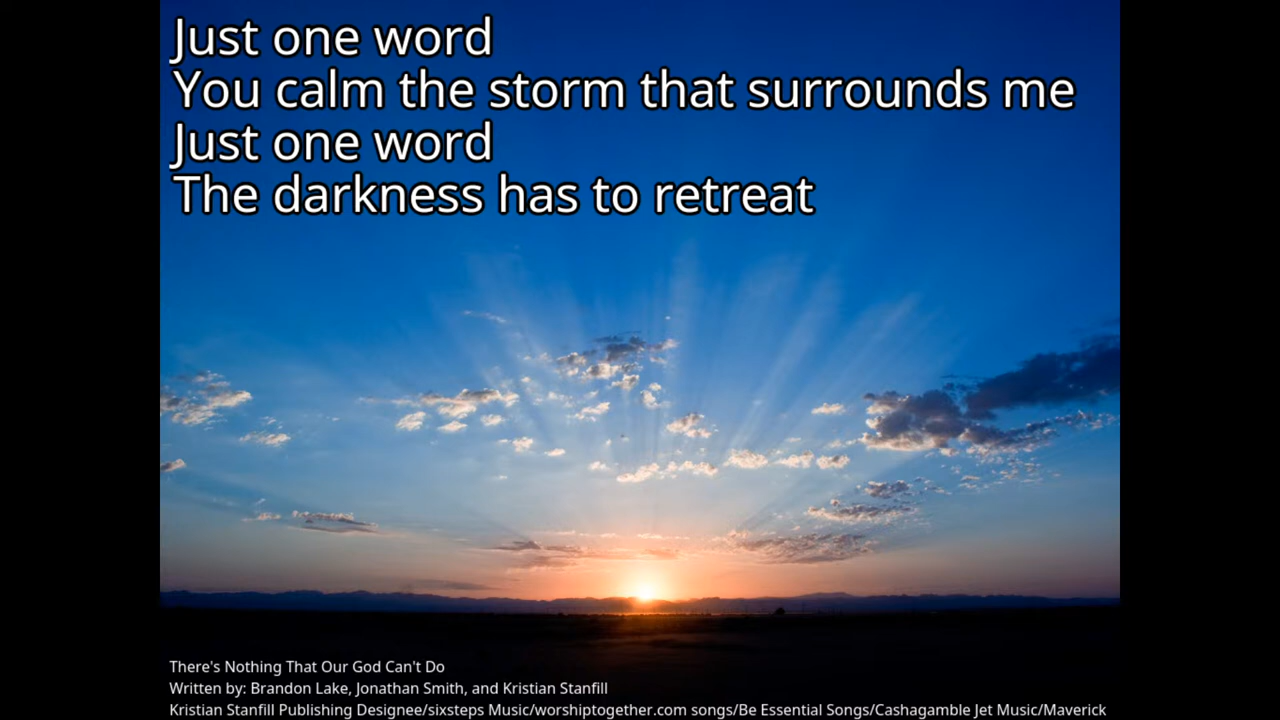 Just one word
You calm the storm that surrounds me
Just one word
The darkness has to retreat
There's Nothing That Our God Can't Do
Written by: Brandon Lake, Jonathan Smith, and Kristian Stanfill
Kristian Stanfill Publishing Designee/sixsteps Music/worshiptogether.com songs/Be Essential Songs/Cashagamble Jet Music/Maverick